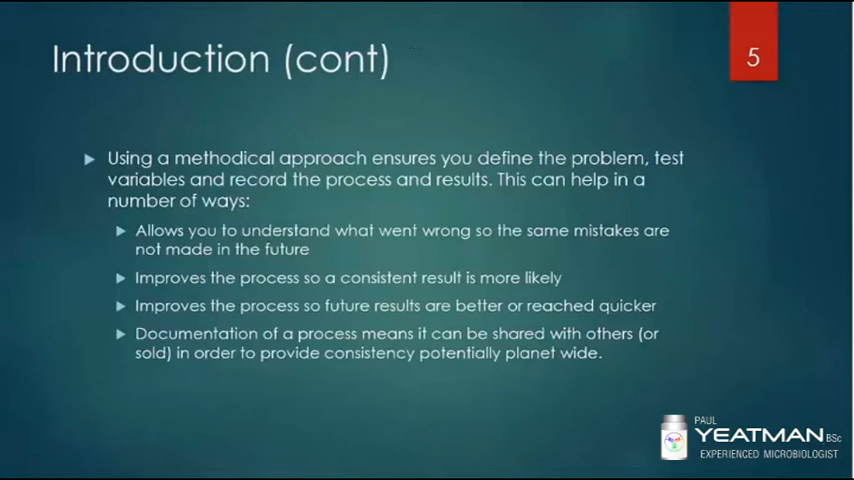 Introduction (cont)
5
Using a methodical approach ensures you define the problem, test
variables and record the process and results. This can help in a
number of ways:
Allows you to understand what went wrong so the same mistakes are
not made in the future
Improves the process so a consistent result is more likely
Improves the process so future results are better or reached quicker
Documentation of a process means it can be shared with others (or
sold) in order to provide consistency potentially planet wide.
PAUL
YEATMAN BSc
EXPERIENCED MICROBIOLOGIST